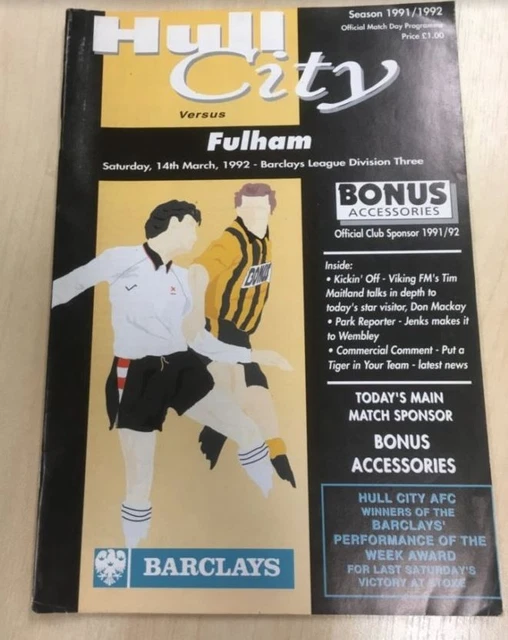 Hull
City
Season 1991/1992
Official Match Day Programme
Price £1.00
Versus
Fulham
Saturday, 14th March, 1992 - Barclays League Division Three
BONUS
ACCESSORIES
Official Club Sponsor 1991/92
Inside:
• Kickin' Off - Viking FM's Tim
Maitland talks in depth to
today's star visitor, Don Mackay
• Park Reporter - Jenks makes it
to Wembley
• Commercial Comment - Put a
Tiger in Your Team - latest news
TODAY'S MAIN
MATCH SPONSOR
BONUS
ACCESSORIES
HULL CITY AFC
WINNERS OF THE
BARCLAYS'
PERFORMANCE OF THE
WEEK AWARD
FOR LAST SATURDAY'S
VICTORY AT STOKE
BONUS
BARCLAYS